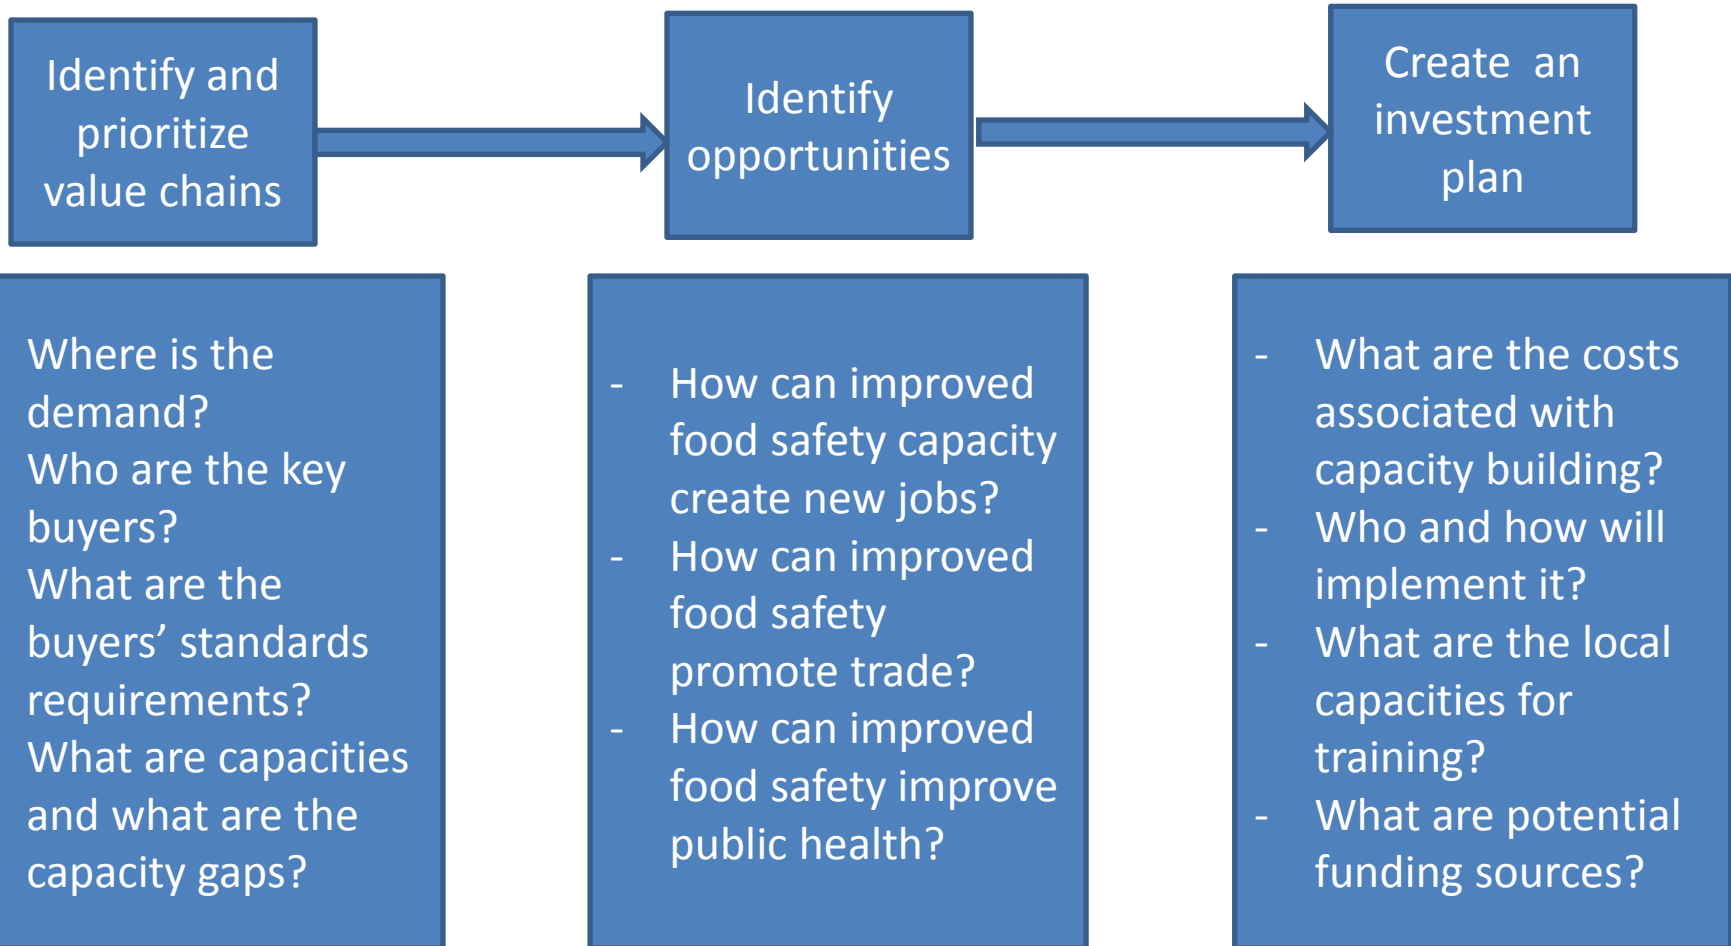 Identify and
prioritize
value chains
Identify
opportunities
Create  an
investment
plan
Where is the
demand?
Who are the key
buyers?
What are the
buyers’ standards
requirements?
What are capacities
and what are the
capacity gaps?
- How can improved
food safety capacity
create new jobs?
- How can improved
food safety
promote trade?
- How can improved
food safety improve
public health?
- What are the costs
associated with
capacity building?
- Who and how will
implement it?
- What are the local
capacities for
training?
- What are potential
funding sources?